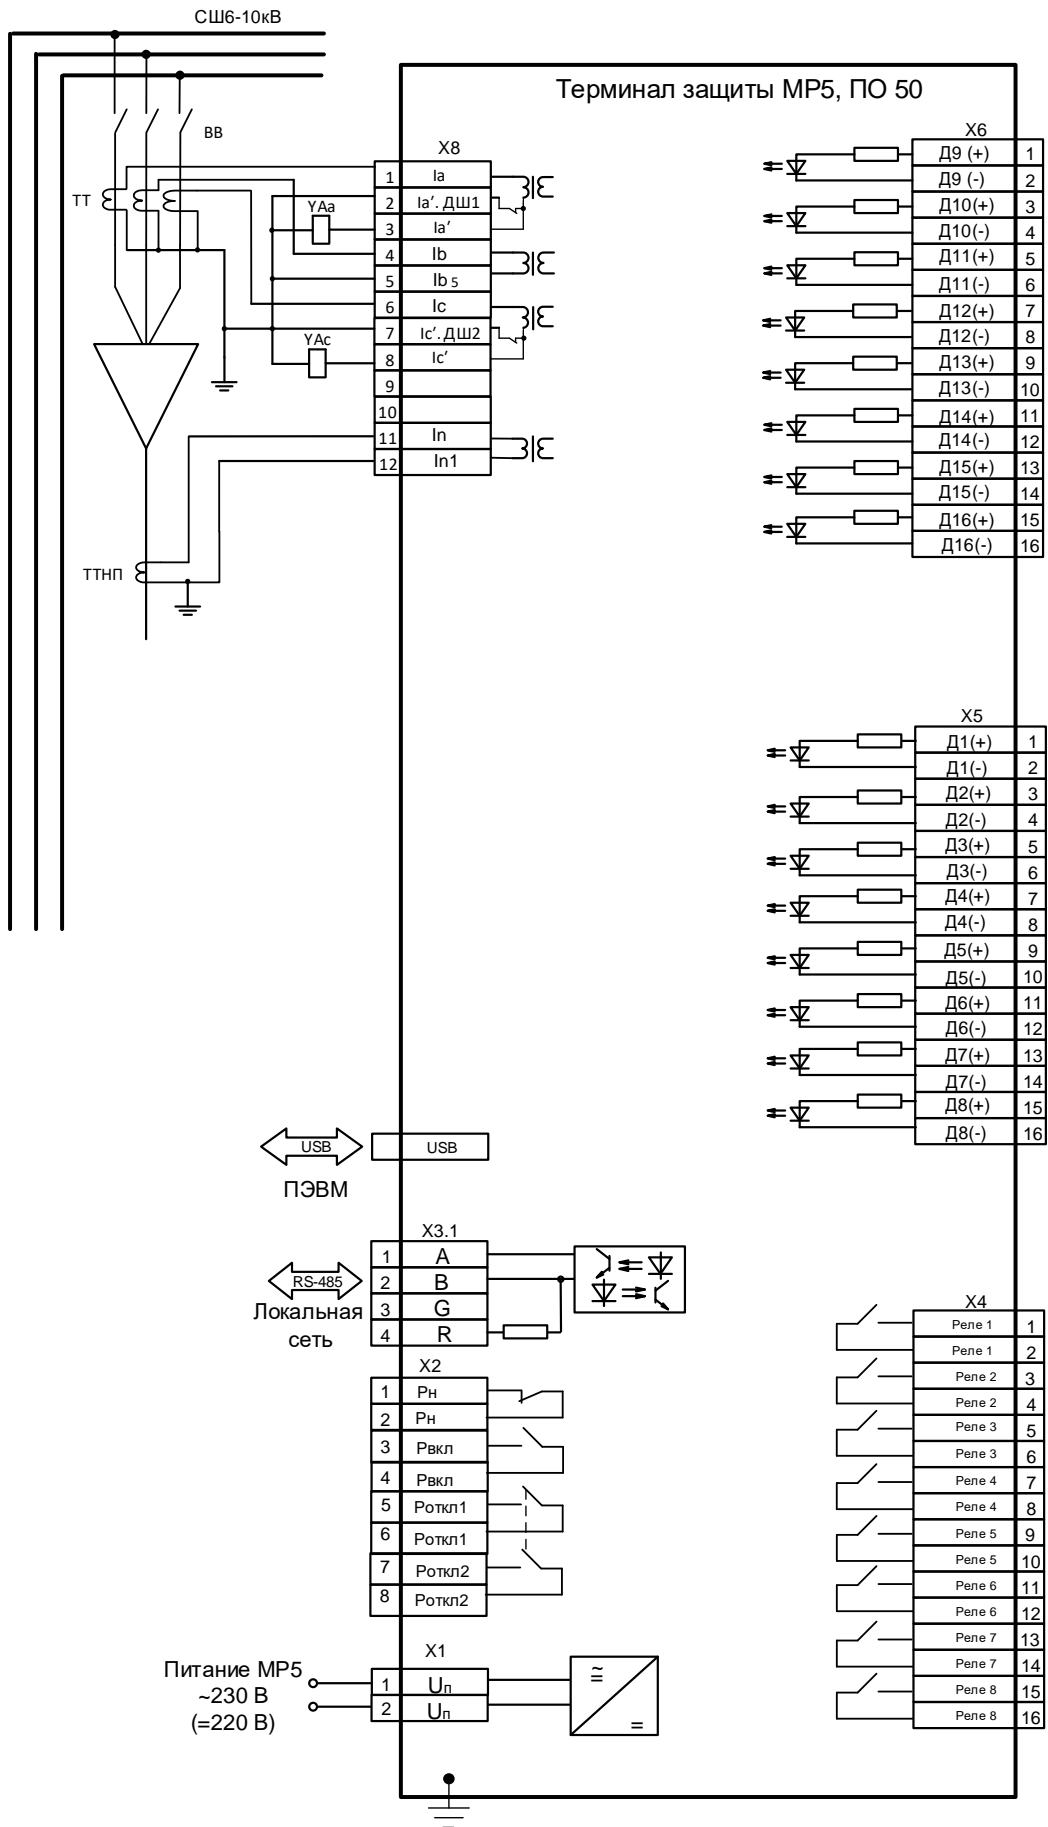 СШ6-10кВ
Терминал защиты МР5, ПО 50
ВВ
ТТ
YAa
YAc
ТТНП
X8
1 Ia
2 Ia'. ДШ1
3 Ia'
4 Ib
5 Ib 5
6 Ic
7 Ic'. ДШ2
8 Ic'
9
10
11 In
12 In1
X6
Д9 (+) 1
Д9 (-) 2
Д10(+) 3
Д10(-) 4
Д11(+) 5
Д11(-) 6
Д12(+) 7
Д12(-) 8
Д13(+) 9
Д13(-) 10
Д14(+) 11
Д14(-) 12
Д15(+) 13
Д15(-) 14
Д16(+) 15
Д16(-) 16
X5
Д1(+) 1
Д1(-) 2
Д2(+) 3
Д2(-) 4
Д3(+) 5
Д3(-) 6
Д4(+) 7
Д4(-) 8
Д5(+) 9
Д5(-) 10
Д6(+) 11
Д6(-) 12
Д7(+) 13
Д7(-) 14
Д8(+) 15
Д8(-) 16
USB USB
ПЭВМ
X3.1
1 A
2 B
3 G
4 R
RS-485
Локальная
сеть
X2
1 Рн
2 Рн
3 Рвкл
4 Рвкл
5 Роткл1
6 Роткл1
7 Роткл2
8 Роткл2
X4
Реле 1 1
Реле 1 2
Реле 2 3
Реле 2 4
Реле 3 5
Реле 3 6
Реле 4 7
Реле 4 8
Реле 5 9
Реле 5 10
Реле 6 11
Реле 6 12
Реле 7 13
Реле 7 14
Реле 8 15
Реле 8 16
X1
1 Uп
2 Uп
Питание МР5
~230 В
(=220 В)